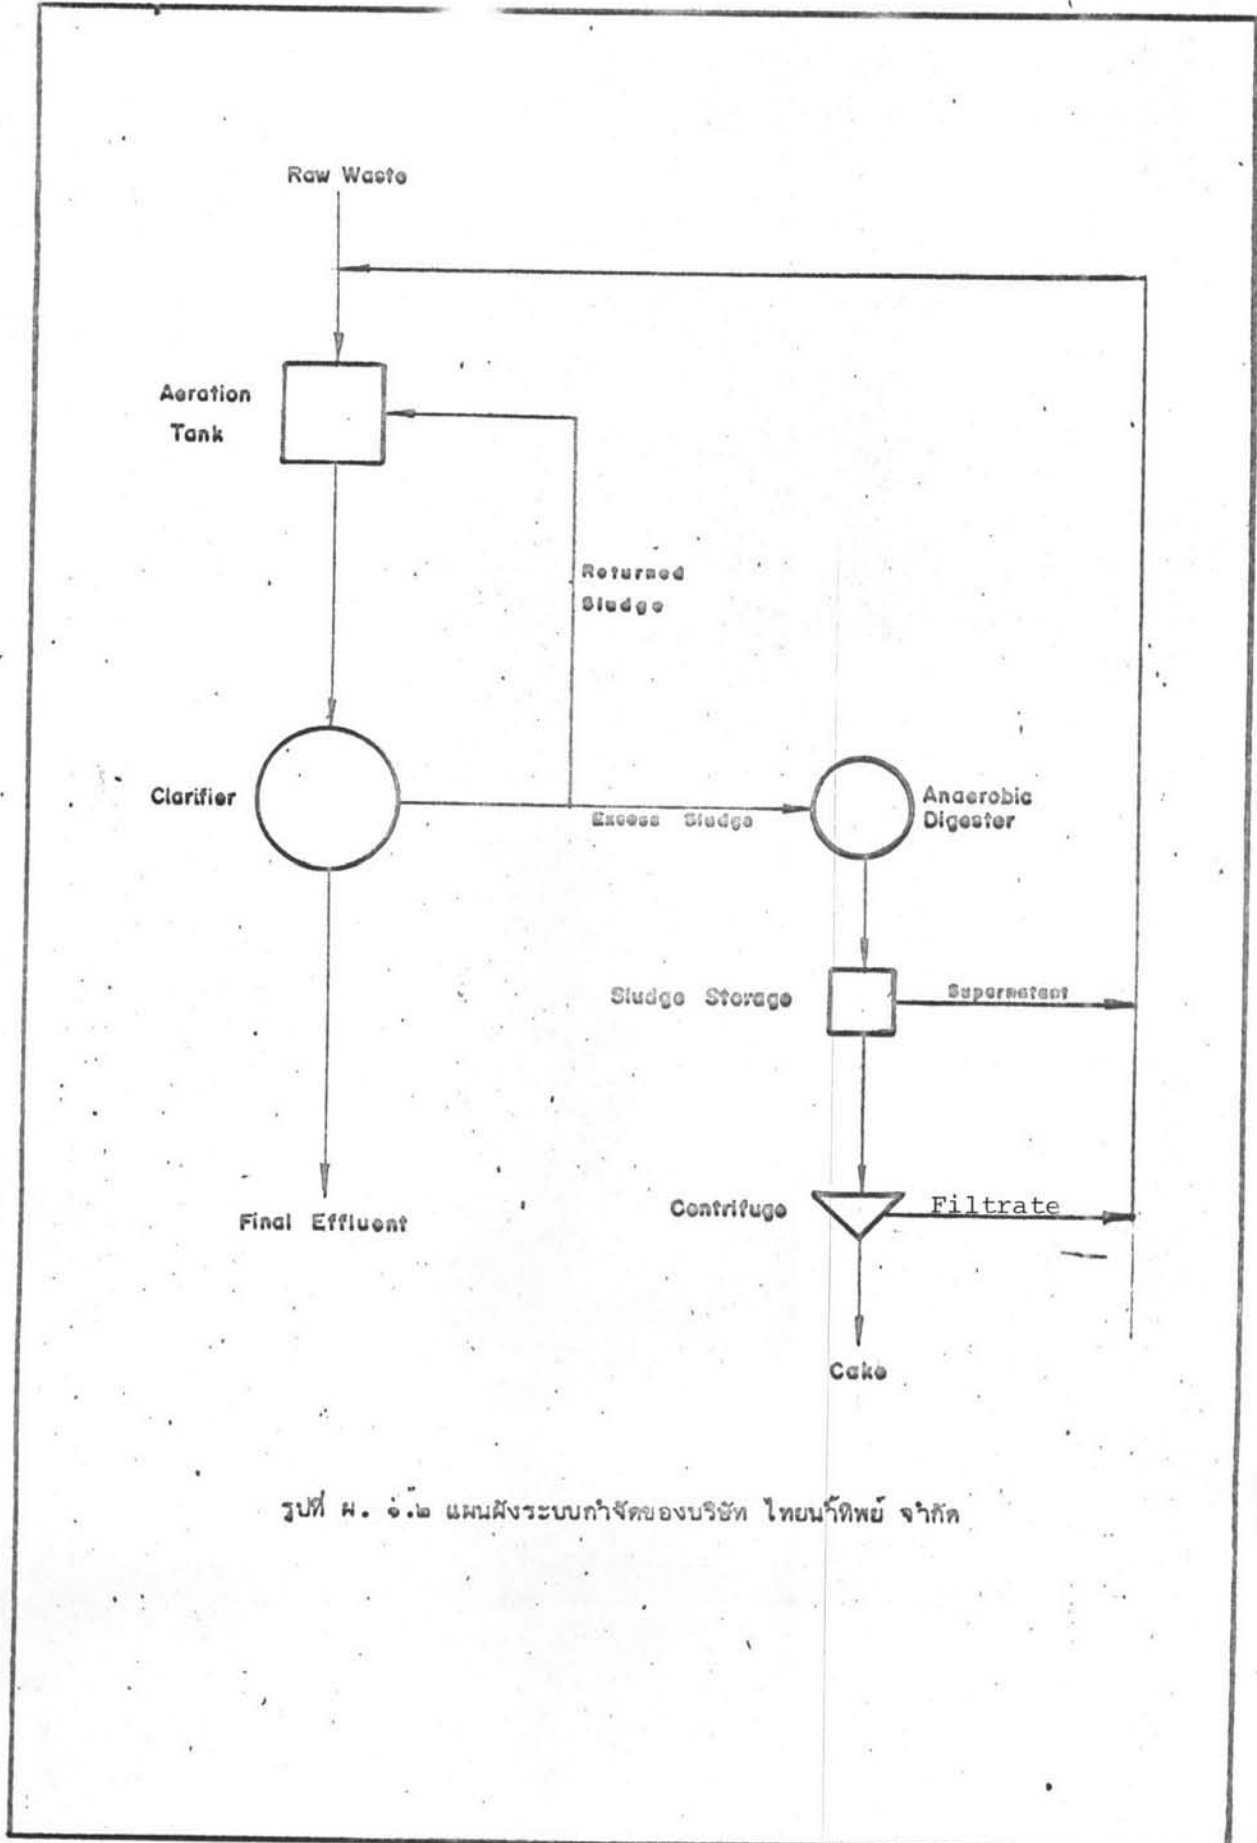 Raw Waste
Aeration
Tank
Returned
Sludge
Clarifier
Excess Sludge
Anaerobic
Digester
Sludge Storage
Supernatant
Centrifuge
Filtrate
Final Effluent
Cake
รูปที่ ผ. ๑.๒ แผนผังระบบกำจัดของบริษัท ไทยน้ำทิพย์ จำกัด